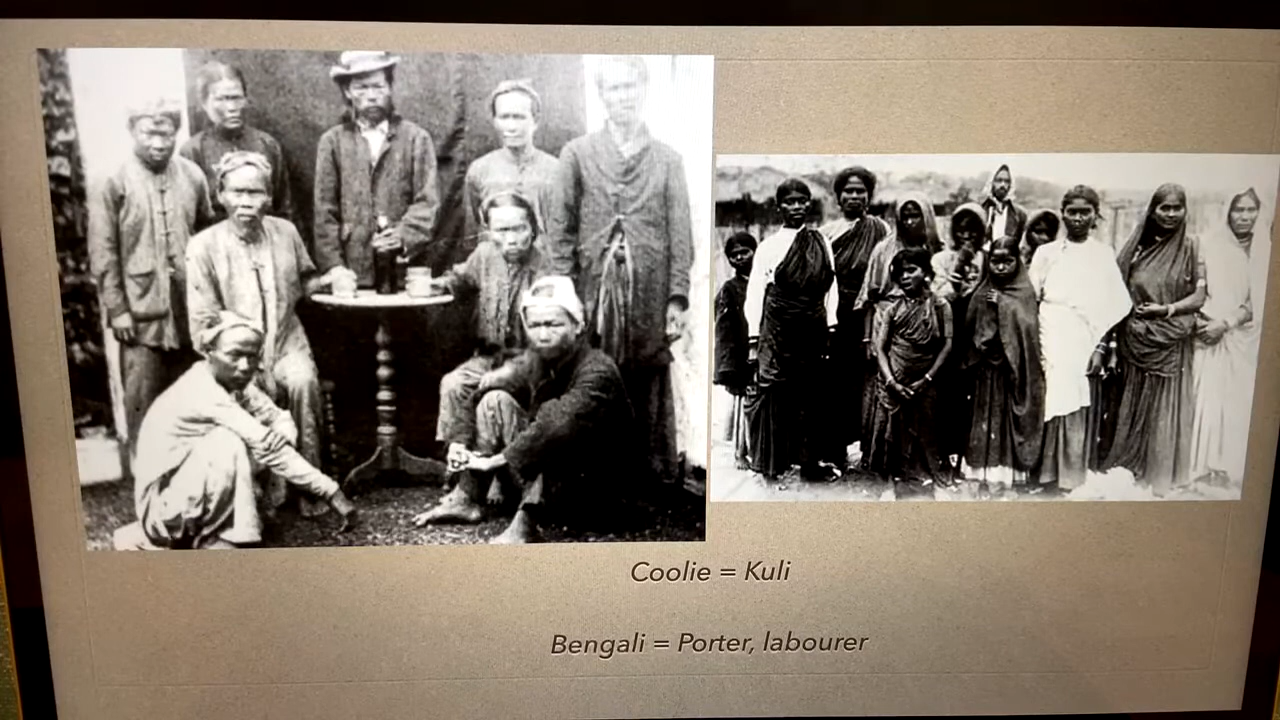 Coolie = Kuli
Bengali = Porter, labourer